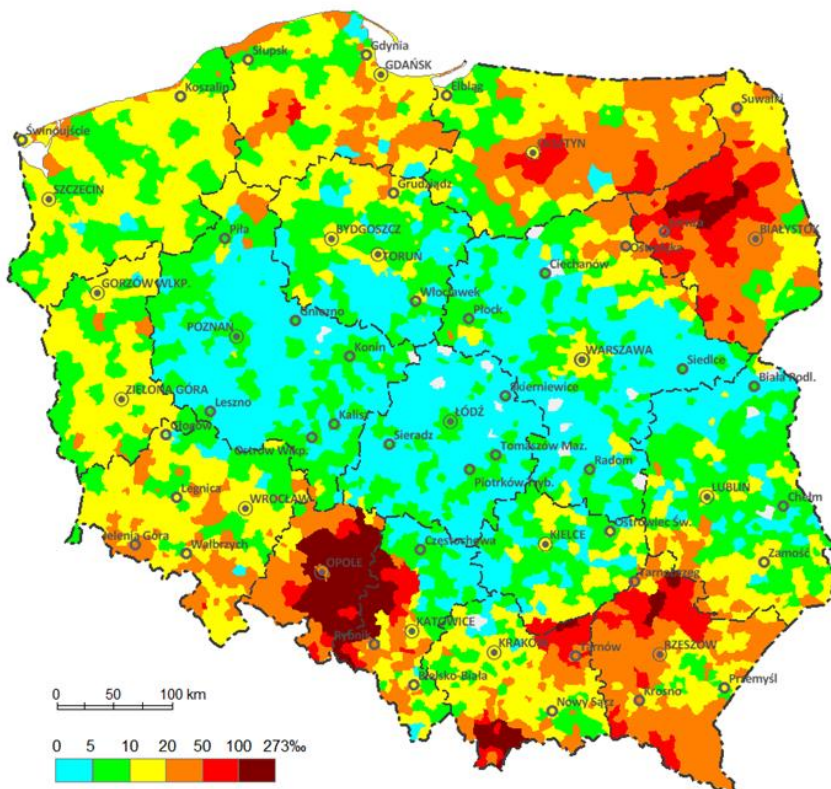 Słupsk
Gdynia
GDAŃSK
Koszalin
Elbląg
Suwałki
Świnoujście
OLSZTYN
SZCZECIN
Grudziądz
Piła
BYDGOSZCZ
TORUŃ
Łomża
Ostrołęka
BIAŁYSTOK
GORZÓW WLKP.
Ciechanów
Włocławek
Płock
Gniezno
POZNAŃ
Konin
WARSZAWA
Siedlce
Biała Podl.
ZIELONA GÓRA
Leszno
Skierniewice
Głogów
Kalisz
ŁÓDŹ
Ostrów Wlkp.
Sieradz
Tomaszów Maz.
Radom
Piotrków Tryb.
Legnica
WROCŁAW
LUBLIN
Chełm
Jelenia Góra
Wałbrzych
Częstochowa
KIELCE
Ostrowiec Św.
OPOLE
Zamość
Tarnobrzeg
KATOWICE
Rybnik
KRAKÓW
Tarnów
RZESZÓW
Bielsko-Biała
Przemyśl
Nowy Sącz
Krosno
0 50 100 km
0 5 10 20 50 100 273‰